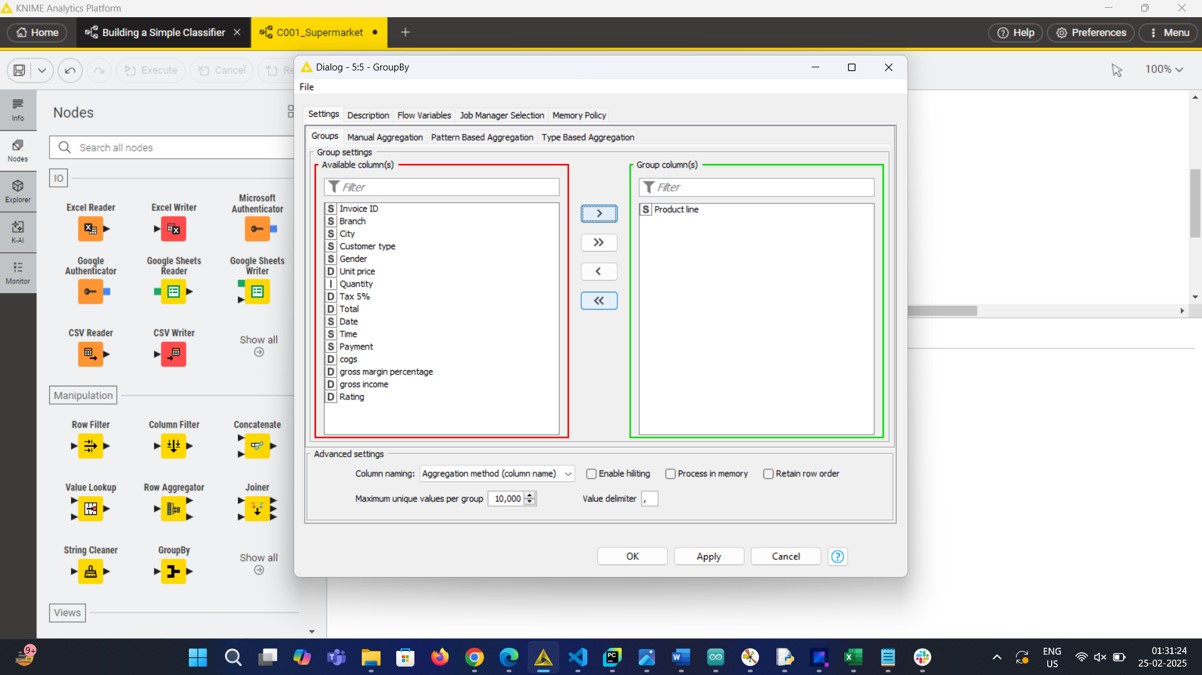 KNIME Analytics Platform
Home
Building a Simple Classifier
C001_Supermarket
Help
Preferences
Menu
Execute
Cancel
Re
100%
Dialog - 5:5 - GroupBy
File
Settings Description Flow Variables Job Manager Selection Memory Policy
Groups Manual Aggregation Pattern Based Aggregation Type Based Aggregation
Group settings
Available column(s)
Filter
S Invoice ID
S Branch
S City
S Customer type
S Gender
D Unit price
I Quantity
D Tax 5%
D Total
S Date
S Time
S Payment
D cogs
D gross margin percentage
D gross income
D Rating
Group column(s)
Filter
S Product line
Advanced settings
Column naming: Aggregation method (column name) Enable hiliting Process in memory Retain row order
Maximum unique values per group 10,000 Value delimiter ,
OK Apply Cancel ?
Info
Nodes
Explorer
K-AI
Monitor
Nodes
Search all nodes
IO
Excel Reader
Excel Writer
Microsoft
Authenticator
Google
Authenticator
Google Sheets
Reader
Google Sheets
Writer
CSV Reader
CSV Writer
Show all
Manipulation
Row Filter
Column Filter
Concatenate
Value Lookup
Row Aggregator
Joiner
String Cleaner
GroupBy
Show all
Views
9+
ENG
US
01:31:24
25-02-2025